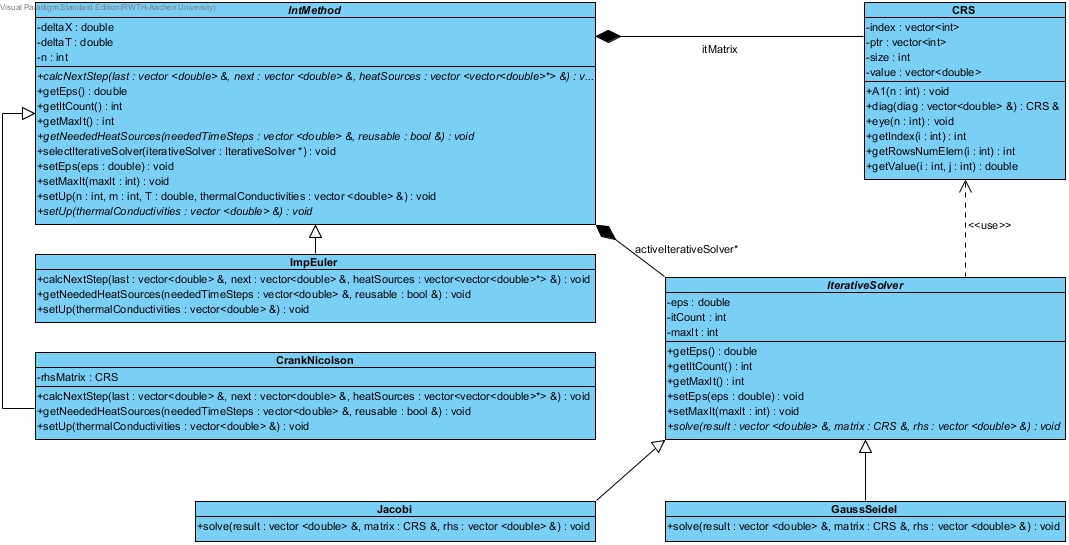 Visual Paradigm Standard Edition(RWTH-Aachen University)
IntMethod
-deltaX : double
-deltaT : double
-n : int
+calcNextStep(last : vector <double> &, next : vector <double> &, heatSources : vector <vector<double>*> &) : v...
+getEps() : double
+getItCount() : int
+getMaxIt() : int
+getNeededHeatSources(neededTimeSteps : vector <double> &, reusable : bool &) : void
+selectIterativeSolver(iterativeSolver : IterativeSolver *) : void
+setEps(eps : double) : void
+setMaxIt(maxIt : int) : void
+setUp(n : int, m : int, T : double, thermalConductivities : vector <double> &) : void
+setUp(thermalConductivities : vector <double> &) : void
itMatrix
CRS
-index : vector<int>
-ptr : vector<int>
-size : int
-value : vector<double>
+A1(n : int) : void
+diag(diag : vector<double> &) : CRS &
+eye(n : int) : void
+getIndex(i : int) : int
+getRowsNumElem(i : int) : int
+getValue(i : int, j : int) : double
<<use>>
activeIterativeSolver*
ImpEuler
+calcNextStep(last : vector<double> &, next : vector<double> &, heatSources : vector<vector<double>*> &) : void
+getNeededHeatSources(neededTimeSteps : vector<double> &, reusable : bool &) : void
+setUp(thermalConductivities : vector<double> &) : void
IterativeSolver
-eps : double
-itCount : int
-maxIt : int
+getEps() : double
+getItCount() : int
+getMaxIt() : int
+setEps(eps : double) : void
+setMaxIt(maxIt : int) : void
+solve(result : vector <double> &, matrix : CRS &, rhs : vector <double> &) : void
CrankNicolson
-rhsMatrix : CRS
+calcNextStep(last : vector<double> &, next : vector<double> &, heatSources : vector<vector<double>*> &) : void
+getNeededHeatSources(neededTimeSteps : vector<double> &, reusable : bool &) : void
+setUp(thermalConductivities : vector<double> &) : void
Jacobi
+solve(result : vector <double> &, matrix : CRS &, rhs : vector <double> &) : void
GaussSeidel
+solve(result : vector <double> &, matrix : CRS &, rhs : vector <double> &) : void